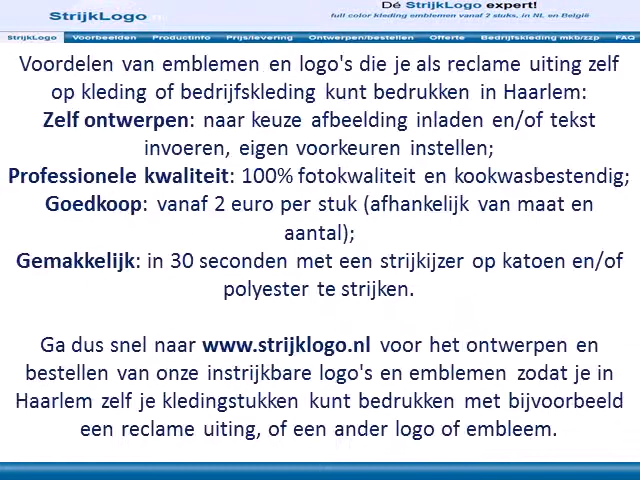 StrijkLogo
Dé StrijkLogo expert!
full color kleding emblemen vanaf 2 stuks, in NL en België
StrijkLogo Voorbeelden Productinfo Prijs/levering Ontwerpen/bestellen Offerte Bedrijfskleding mkb/zzp FAQ
Voordelen van emblemen en logo's die je als reclame uiting zelf
op kleding of bedrijfskleding kunt bedrukken in Haarlem:
Zelf ontwerpen: naar keuze afbeelding inladen en/of tekst
invoeren, eigen voorkeuren instellen;
Professionele kwaliteit: 100% fotokwaliteit en kookwasbestendig;
Goedkoop: vanaf 2 euro per stuk (afhankelijk van maat en
aantal);
Gemakkelijk: in 30 seconden met een strijkijzer op katoen en/of
polyester te strijken.
Ga dus snel naar www.strijklogo.nl voor het ontwerpen en
bestellen van onze instrijkbare logo's en emblemen zodat je in
Haarlem zelf je kledingstukken kunt bedrukken met bijvoorbeeld
een reclame uiting, of een ander logo of embleem.